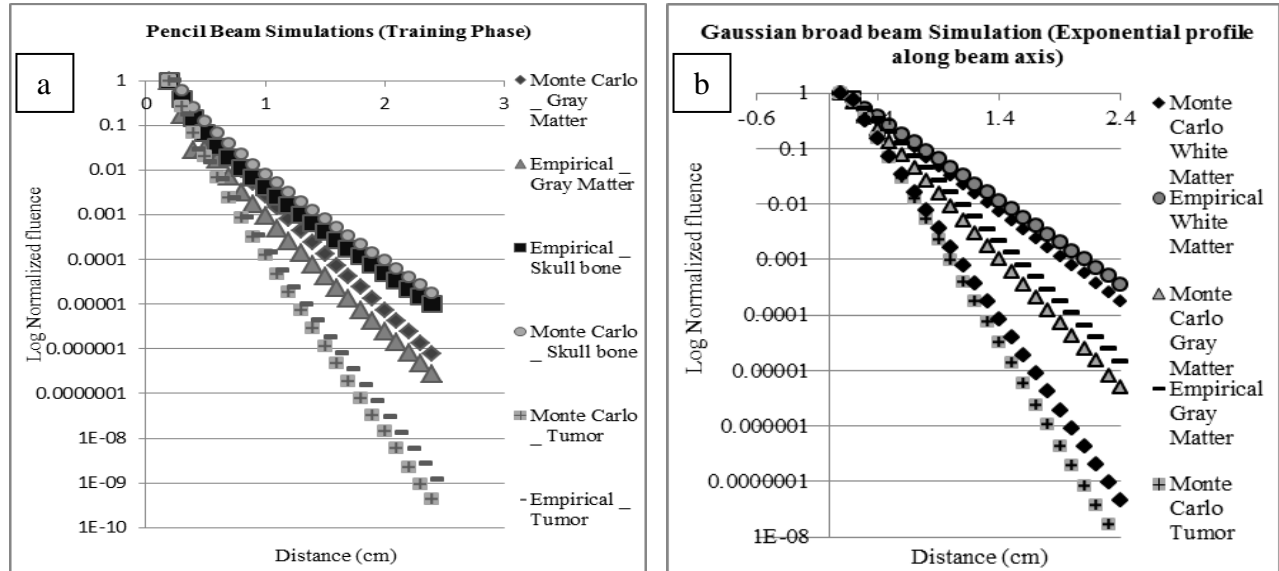 a
Pencil Beam Simulations (Training Phase)
Log Normalized fluence
1
0.1
0.01
0.001
0.0001
0.00001
0.000001
0.0000001
1E-08
1E-09
1E-10
0
1
2
3
Distance (cm)
Monte Carlo
_ Gray
Matter
Empirical _
Gray Matter
Empirical _
Skull bone
Monte Carlo
_ Skull bone
Monte Carlo
_ Tumor
Empirical _
Tumor
b
Gaussian broad beam Simulation (Exponential profile
along beam axis)
Log Normalized fluence
1
0.1
0.01
0.001
0.0001
0.00001
0.000001
0.0000001
1E-08
-0.6
0.4
1.4
2.4
Distance (cm)
Monte
Carlo
White
Matter
Empirical
White
Matter
Monte
Carlo
Gray
Matter
Empirical
Gray
Matter
Monte
Carlo
Tumor